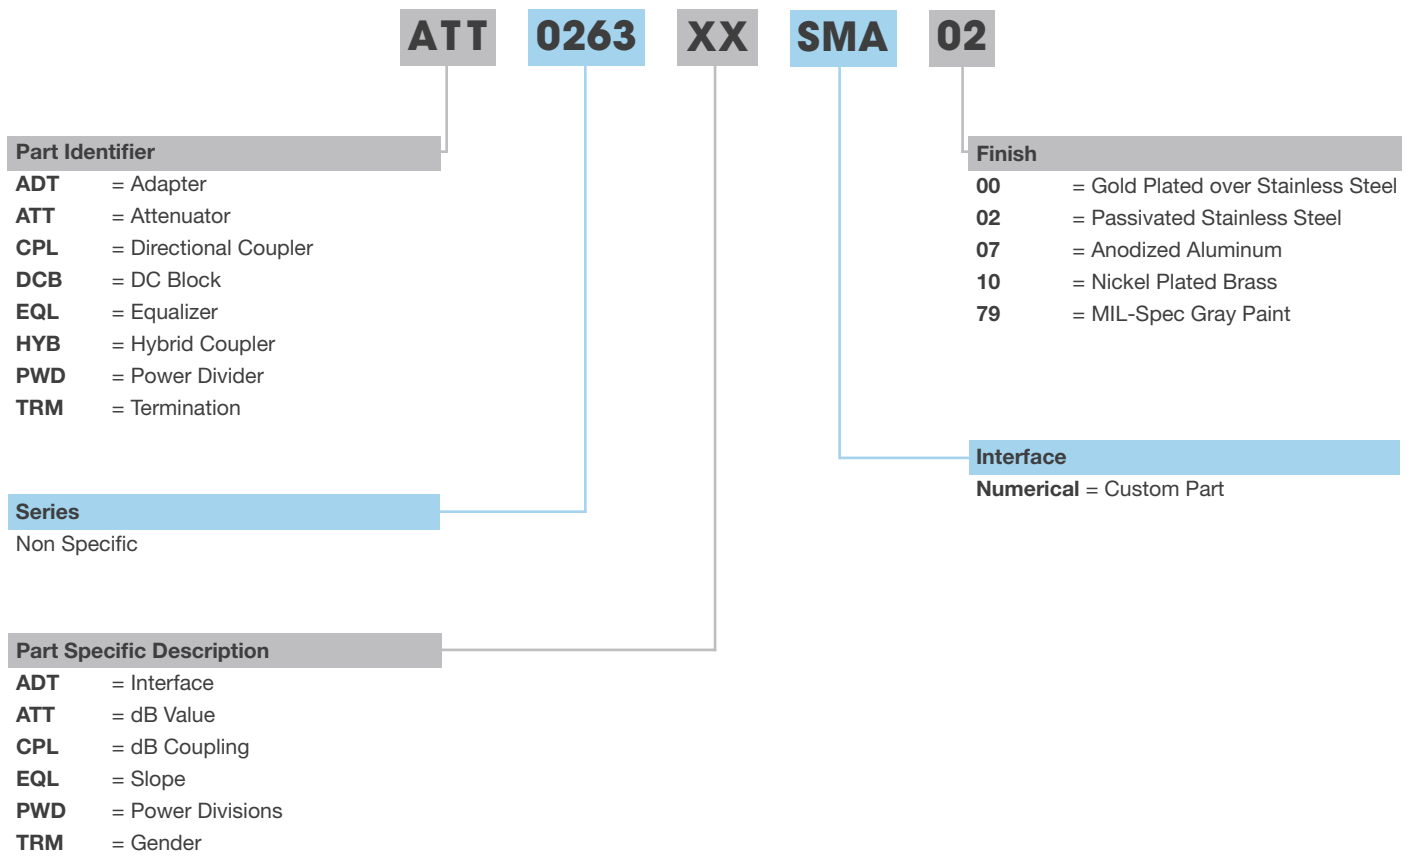 ATT 0263 XX SMA 02
Part Identifier
ADT = Adapter
ATT = Attenuator
CPL = Directional Coupler
DCB = DC Block
EQL = Equalizer
HYB = Hybrid Coupler
PWD = Power Divider
TRM = Termination
Series
Non Specific
Part Specific Description
ADT = Interface
ATT = dB Value
CPL = dB Coupling
EQL = Slope
PWD = Power Divisions
TRM = Gender
Finish
00 = Gold Plated over Stainless Steel
02 = Passivated Stainless Steel
07 = Anodized Aluminum
10 = Nickel Plated Brass
79 = MIL-Spec Gray Paint
Interface
Numerical = Custom Part